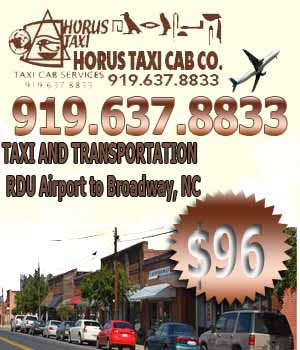 HORUS
TAXI
TAXI CAB SERVICES
919.637.8833
HORUS TAXI CAB CO.
919.637.8833
919.637.8833
TAXI AND TRANSPORTATION
RDU Airport to Broadway, NC
$96